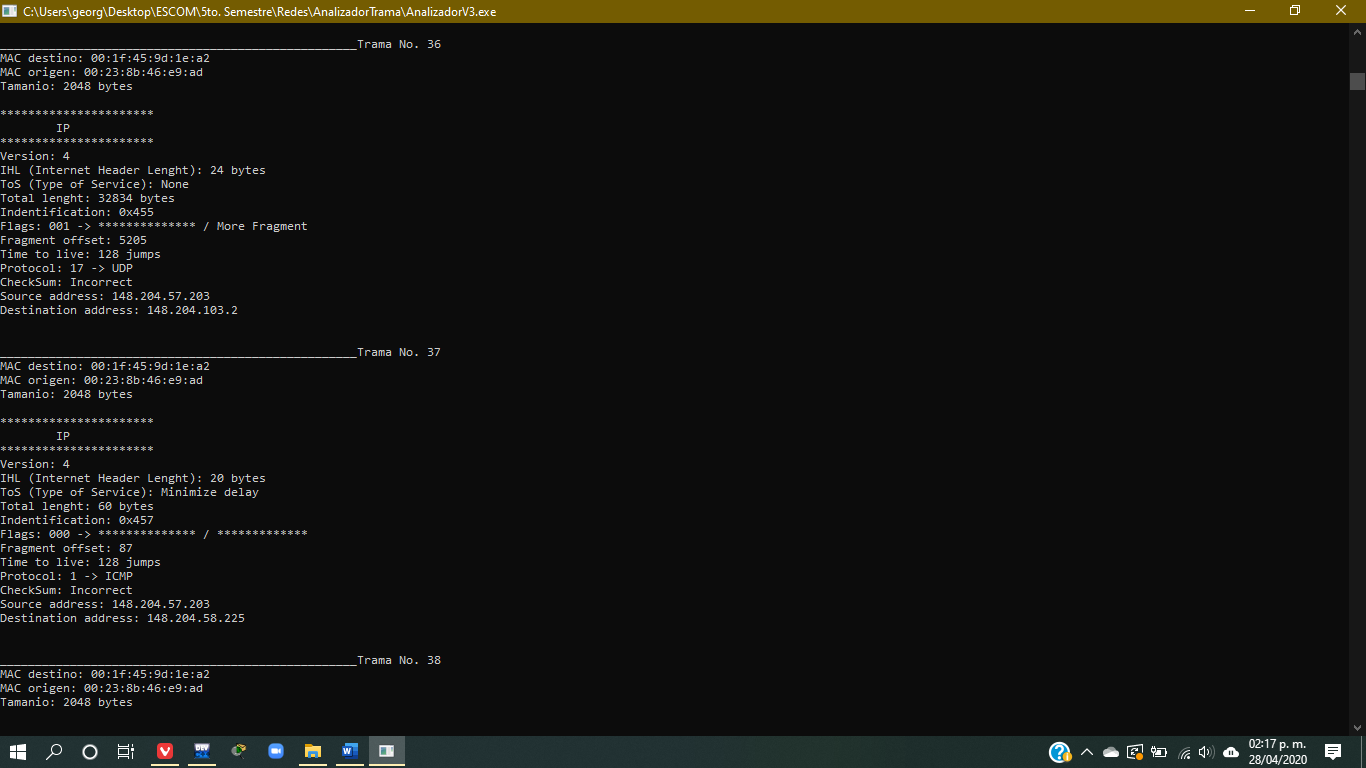 C:\Users\georg\Desktop\ESCOM\5to. Semestre\Redes\AnalizadorTrama\AnalizadorV3.exe
___________________________________________________Trama No. 36
MAC destino: 00:1f:45:9d:1e:a2
MAC origen: 00:23:8b:46:e9:ad
Tamanio: 2048 bytes
**********************
IP
**********************
Version: 4
IHL (Internet Header Lenght): 24 bytes
ToS (Type of Service): None
Total lenght: 32834 bytes
Indentification: 0x455
Flags: 001 -> ************** / More Fragment
Fragment offset: 5205
Time to live: 128 jumps
Protocol: 17 -> UDP
CheckSum: Incorrect
Source address: 148.204.57.203
Destination address: 148.204.103.2
___________________________________________________Trama No. 37
MAC destino: 00:1f:45:9d:1e:a2
MAC origen: 00:23:8b:46:e9:ad
Tamanio: 2048 bytes
**********************
IP
**********************
Version: 4
IHL (Internet Header Lenght): 20 bytes
ToS (Type of Service): Minimize delay
Total lenght: 60 bytes
Indentification: 0x457
Flags: 000 -> ************** / *************
Fragment offset: 87
Time to live: 128 jumps
Protocol: 1 -> ICMP
CheckSum: Incorrect
Source address: 148.204.57.203
Destination address: 148.204.58.225
___________________________________________________Trama No. 38
MAC destino: 00:1f:45:9d:1e:a2
MAC origen: 00:23:8b:46:e9:ad
Tamanio: 2048 bytes
02:17 p. m.
28/04/2020